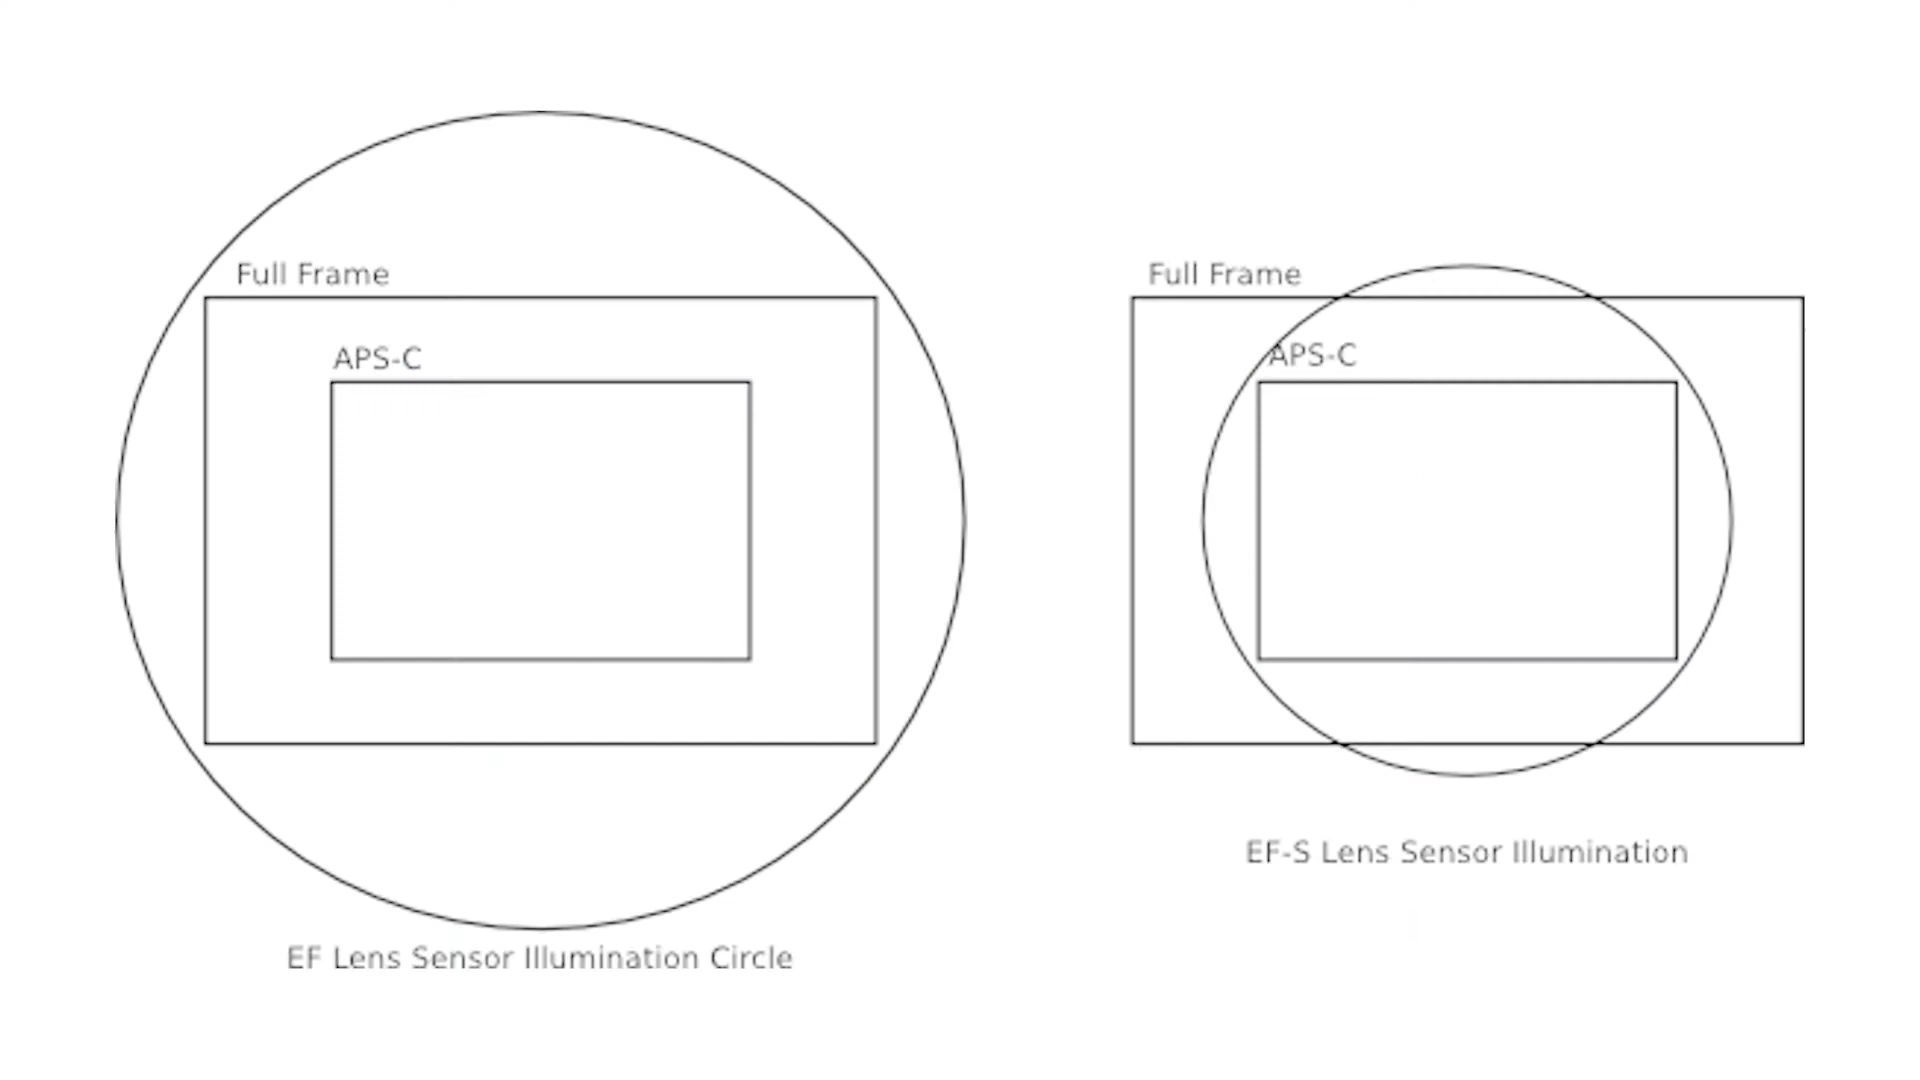 Full Frame
APS-C
EF Lens Sensor Illumination Circle
Full Frame
APS-C
EF-S Lens Sensor Illumination